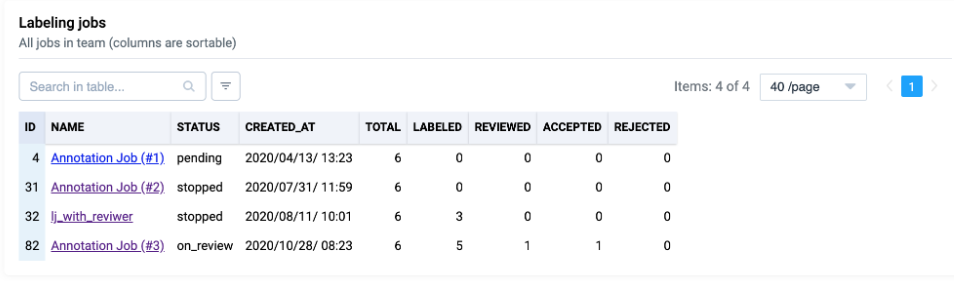 Labeling jobs
All jobs in team (columns are sortable)
Search in table... Items: 4 of 4 40 /page 1
ID NAME STATUS CREATED_AT TOTAL LABELED REVIEWED ACCEPTED REJECTED
4 Annotation Job (#1) pending 2020/04/13/ 13:23 6 0 0 0 0
31 Annotation Job (#2) stopped 2020/07/31/ 11:59 6 0 0 0 0
32 lj_with_reviwer stopped 2020/08/11/ 10:01 6 3 0 0 0
82 Annotation Job (#3) on_review 2020/10/28/ 08:23 6 5 1 1 0